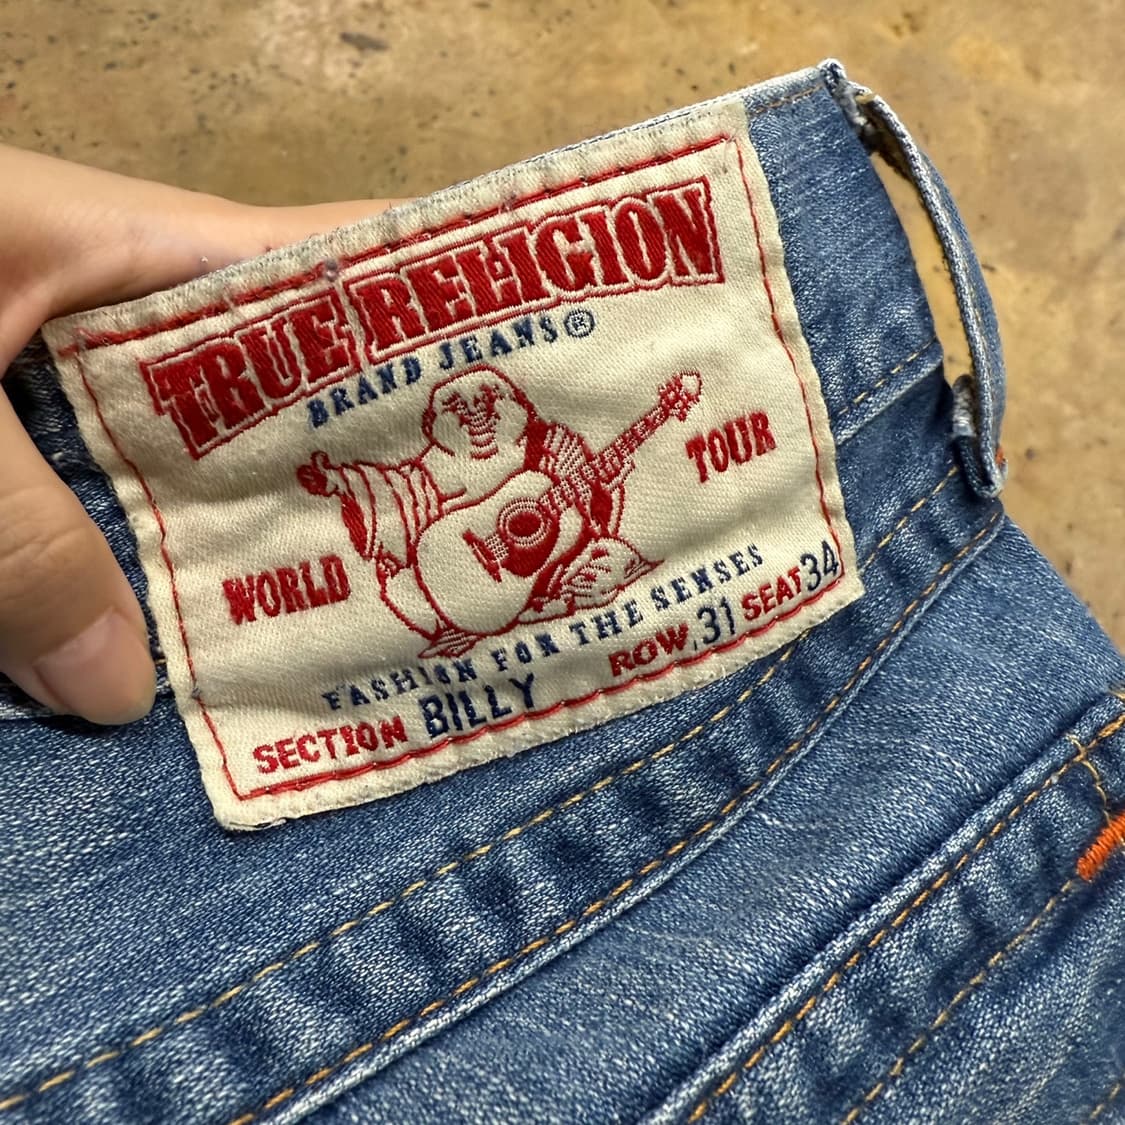 TRUE RELIGION
BRAND JEANS®
WORLD TOUR
FASHION FOR THE SENSES
SECTION BILLY ROW 31 SEAT 34